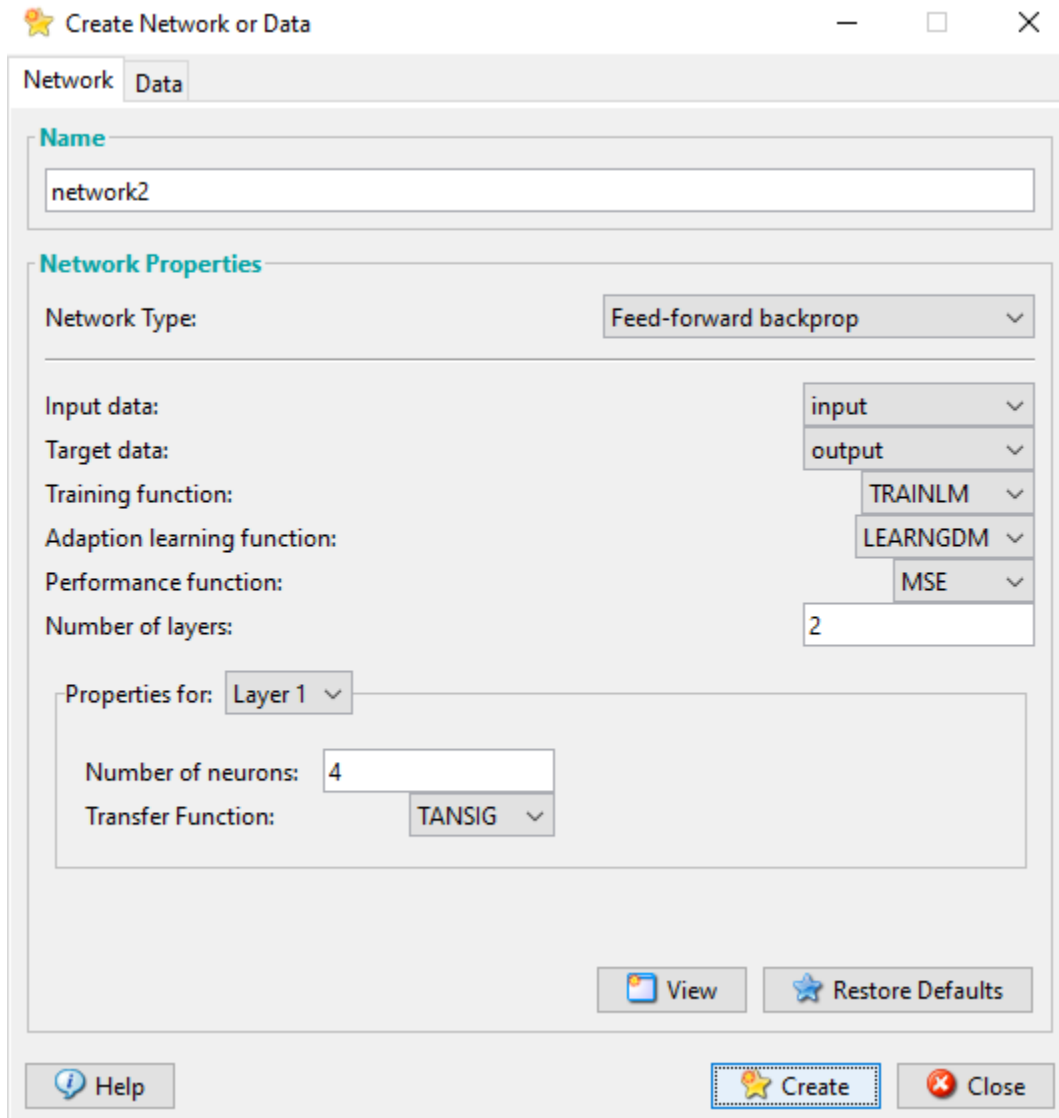 Create Network or Data
Network Data
Name
network2
Network Properties
Network Type: Feed-forward backprop
Input data: input
Target data: output
Training function: TRAINLM
Adaption learning function: LEARNGDM
Performance function: MSE
Number of layers: 2
Properties for: Layer 1
Number of neurons: 4
Transfer Function: TANSIG
View Restore Defaults
Help Create Close